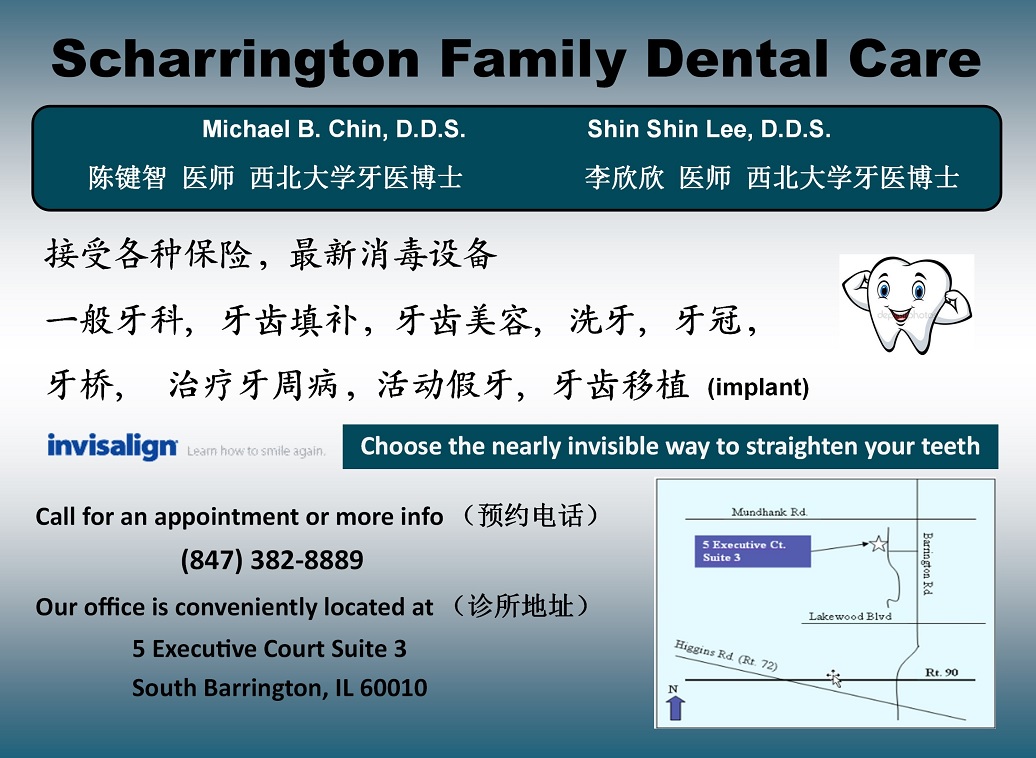 Scharrington Family Dental Care
Michael B. Chin, D.D.S. Shin Shin Lee, D.D.S.
陈键智 医师 西北大学牙医博士 李欣欣 医师 西北大学牙医博士
接受各种保险, 最新消毒设备
一般牙科, 牙齿填补, 牙齿美容, 洗牙, 牙冠,
牙桥, 治疗牙周病, 活动假牙, 牙齿移植 (implant)
invisalign Learn how to smile again.
Choose the nearly invisible way to straighten your teeth
Call for an appointment or more info （预约电话）
(847) 382-8889
Our office is conveniently located at （诊所地址）
5 Executive Court Suite 3
South Barrington, IL 60010
Mundhank Rd.
5 Executive Ct.
Suite 3
Barrington Rd
Lakewood Blvd
Higgins Rd. (Rt. 72)
Rt. 90
N